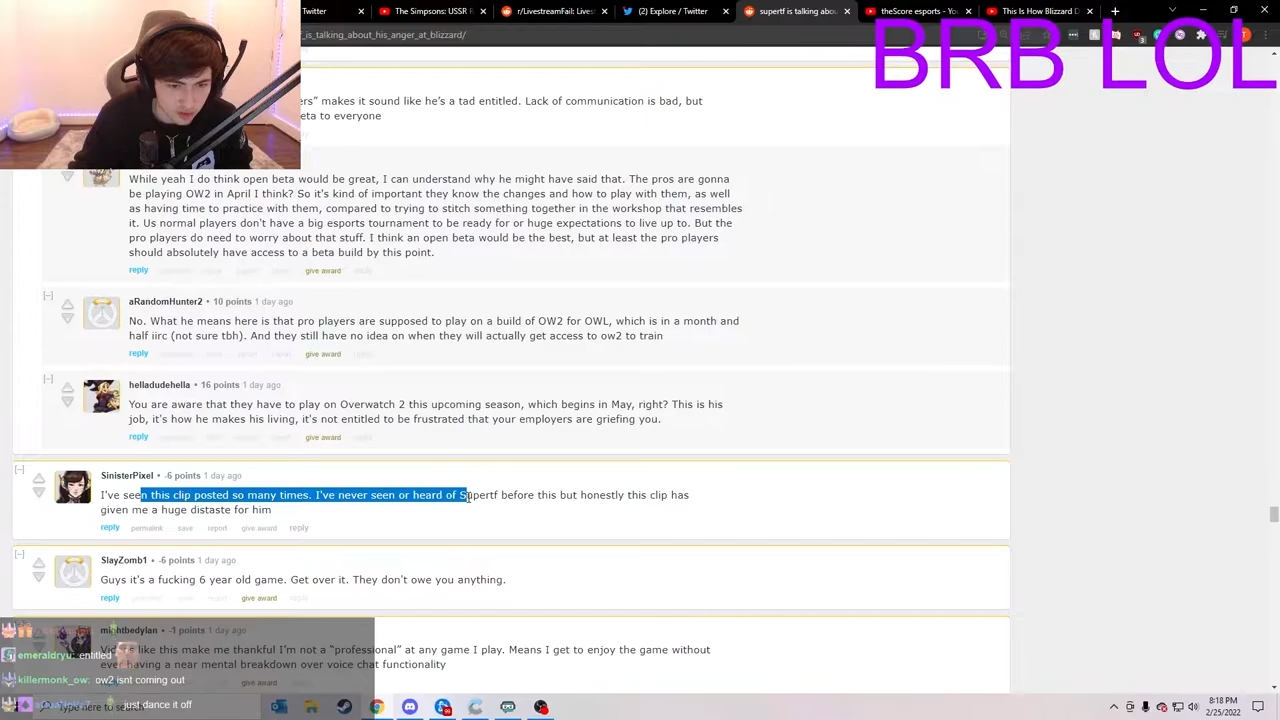 Twitter
The Simpsons: USSR R
r/LivestreamFail:
(2) Explore / Twitter
supertf is talking abou
theScore esports -
This Is How Blizzard D
_is_talking_about_his_anger_at_blizzard/
BRB LOL
ers” makes it sound like he's a tad entitled. Lack of communication is bad, but
eta to everyone
While yeah I do think open beta would be great, I can understand why he might have said that. The pros are gonna
be playing OW2 in April I think? So it's kind of important they know the changes and how to play with them, as well
as having time to practice with them, compared to trying to stitch something together in the workshop that resembles
it. Us normal players don't have a big esports tournament to be ready for or huge expectations to live up to. But the
pro players do need to worry about that stuff. I think an open beta would be the best, but at least the pro players
should absolutely have access to a beta build by this point.
reply give award reply
[–] aRandomHunter2 • 10 points 1 day ago
No. What he means here is that pro players are supposed to play on a build of OW2 for OWL, which is in a month and
half iirc (not sure tbh). And they still have no idea on when they will actually get access to ow2 to train
reply give award
[–] helladudehella • 16 points 1 day ago
You are aware that they have to play on Overwatch 2 this upcoming season, which begins in May, right? This is his
job, it's how he makes his living, it's not entitled to be frustrated that your employers are griefing you.
reply give award
[–] SinisterPixel • -6 points 1 day ago
I've seen this clip posted so many times. I've never seen or heard of Supertf before this but honestly this clip has
given me a huge distaste for him
reply permalink save report give award reply
[–] SlayZomb1 • -6 points 1 day ago
Guys it's a fucking 6 year old game. Get over it. They don't owe you anything.
reply give award
mightbedylan • -1 points 1 day ago
like this make me thankful I'm not a “professional” at any game I play. Means I get to enjoy the game without
ever having a near mental breakdown over voice chat functionality
emeraldryu: entitled
killermonk_ow: ow2 isnt coming out
just dance it off
Type here to search
8:18 PM
2/25/2022